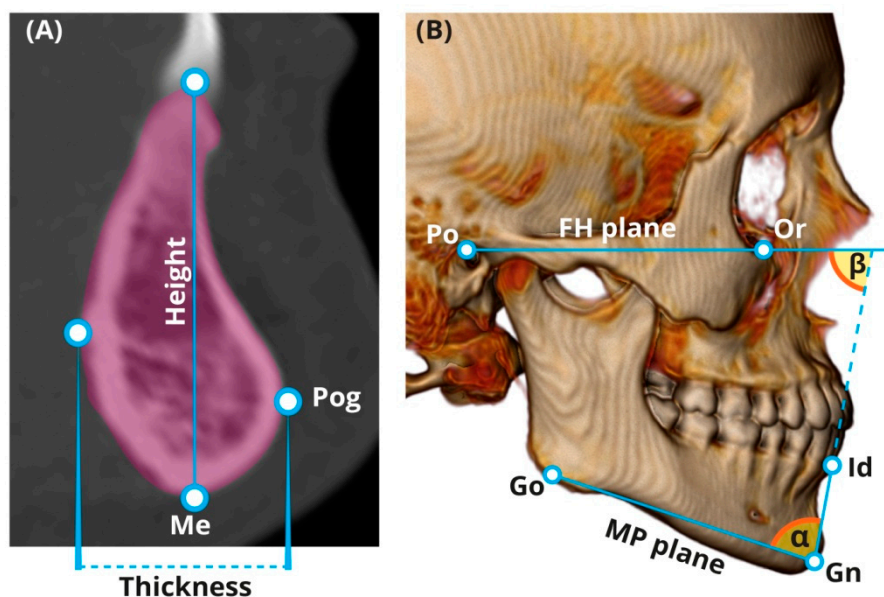 (A)
Height
Pog
Me
Thickness
(B)
Po
FH plane
Or
β
Id
Go
MP plane
α
Gn